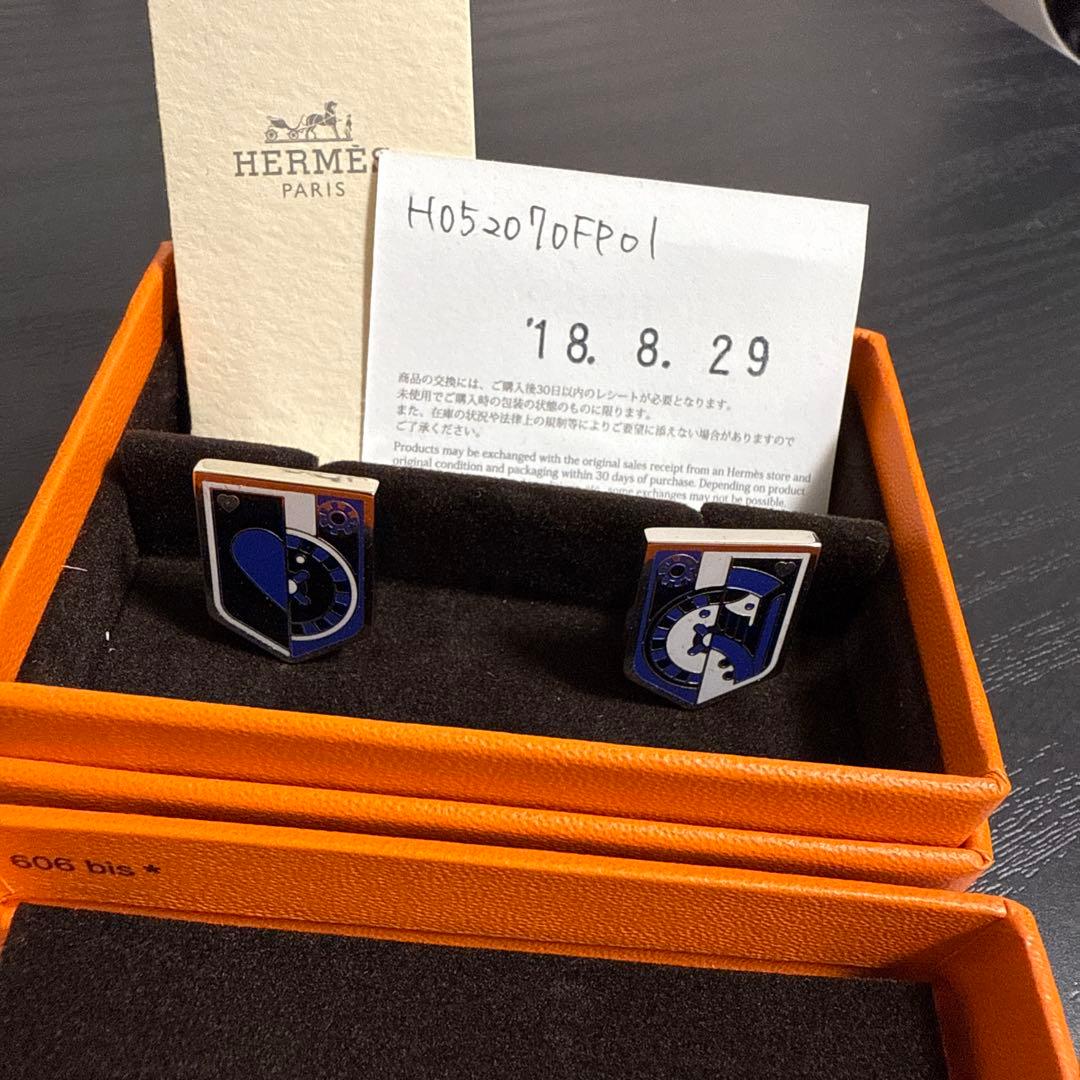 HERMÈS
PARIS
H052070FP01
'18. 8. 29
商品の交換には、ご購入後30日以内のレシートが必要となります。
未使用でご購入時の包装の状態のものに限ります。
また、在庫の状況や法律上の規制等によりご要望に添えない場合がありますので
ご了承ください。
Products may be exchanged with the original sales receipt from an Hermès store and
original condition and packaging within 30 days of purchase. Depending on product
some exchanges may not be possible.
606 bis *